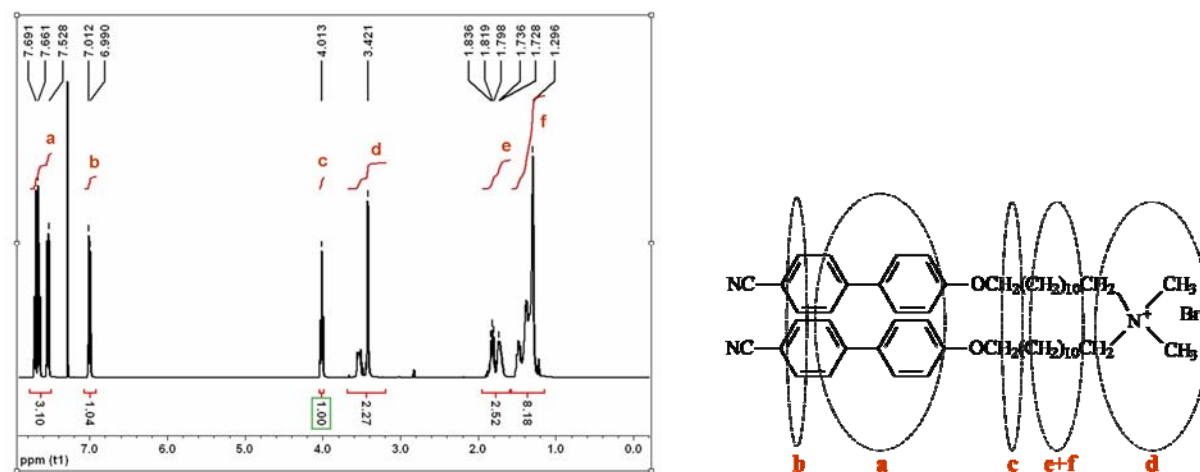 7.691
7.661
7.528
7.012
6.990
4.013
3.421
1.836
1.819
1.798
1.736
1.728
1.296
a
b
c
d
e
f
3.10
1.04
1.00
2.27
2.52
8.18
7.0
6.0
5.0
4.0
3.0
2.0
1.0
0.0
ppm (t1)
NC
OCH2(CH2)10CH2
CH3
N+
Br
NC
OCH2(CH2)10CH2
CH3
b
a
c
e+f
d